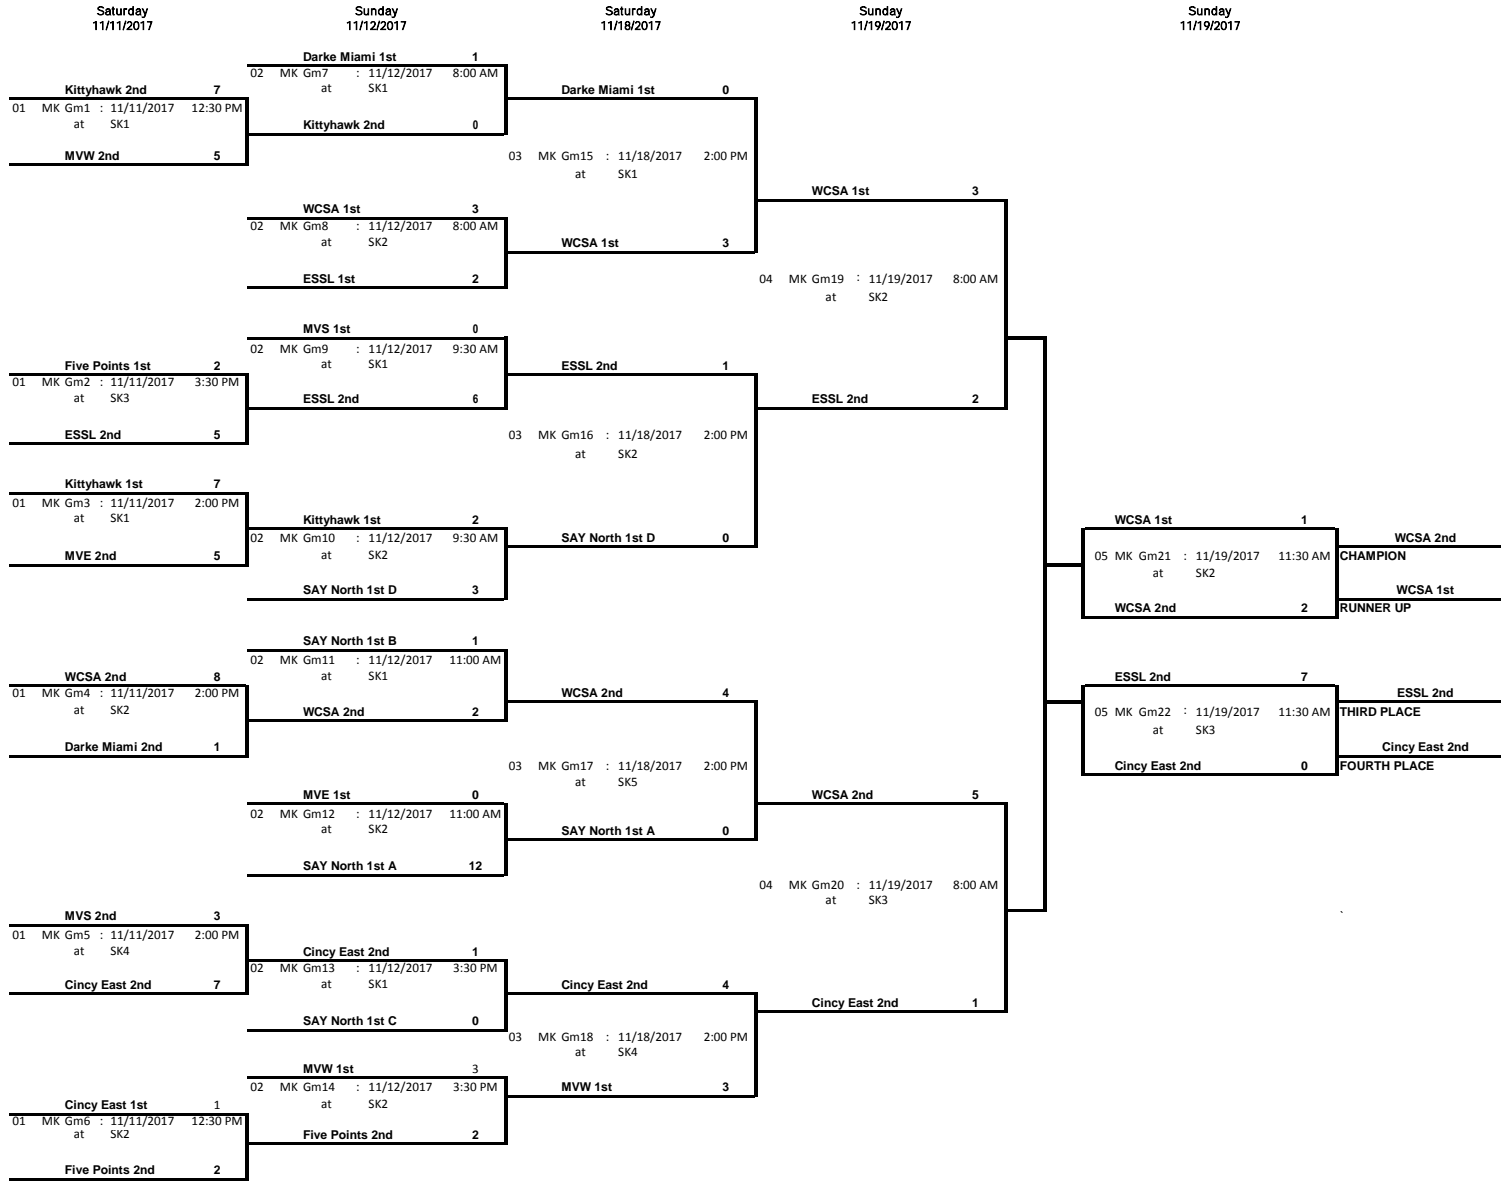 Saturday
11/11/2017
Sunday
11/12/2017
Saturday
11/18/2017
Sunday
11/19/2017
Sunday
11/19/2017
Kittyhawk 2nd 7
01 MK Gm1 : 11/11/2017 12:30 PM
at SK1
MVW 2nd 5
Five Points 1st 2
01 MK Gm2 : 11/11/2017 3:30 PM
at SK3
ESSL 2nd 5
Kittyhawk 1st 7
01 MK Gm3 : 11/11/2017 2:00 PM
at SK1
MVE 2nd 5
WCSA 2nd 8
01 MK Gm4 : 11/11/2017 2:00 PM
at SK2
Darke Miami 2nd 1
MVS 2nd 3
01 MK Gm5 : 11/11/2017 2:00 PM
at SK4
Cincy East 2nd 7
Cincy East 1st 1
01 MK Gm6 : 11/11/2017 12:30 PM
at SK2
Five Points 2nd 2
Darke Miami 1st 1
02 MK Gm7 : 11/12/2017 8:00 AM
at SK1
Kittyhawk 2nd 0
WCSA 1st 3
02 MK Gm8 : 11/12/2017 8:00 AM
at SK2
ESSL 1st 2
MVS 1st 0
02 MK Gm9 : 11/12/2017 9:30 AM
at SK1
ESSL 2nd 6
Kittyhawk 1st 2
02 MK Gm10 : 11/12/2017 9:30 AM
at SK2
SAY North 1st D 3
SAY North 1st B 1
02 MK Gm11 : 11/12/2017 11:00 AM
at SK1
WCSA 2nd 2
MVE 1st 0
02 MK Gm12 : 11/12/2017 11:00 AM
at SK2
SAY North 1st A 12
Cincy East 2nd 1
02 MK Gm13 : 11/12/2017 3:30 PM
at SK1
SAY North 1st C 0
MVW 1st 3
02 MK Gm14 : 11/12/2017 3:30 PM
at SK2
Five Points 2nd 2
Darke Miami 1st 0
03 MK Gm15 : 11/18/2017 2:00 PM
at SK1
WCSA 1st 3
ESSL 2nd 1
03 MK Gm16 : 11/18/2017 2:00 PM
at SK2
SAY North 1st D 0
WCSA 2nd 4
03 MK Gm17 : 11/18/2017 2:00 PM
at SK5
SAY North 1st A 0
Cincy East 2nd 4
03 MK Gm18 : 11/18/2017 2:00 PM
at SK4
MVW 1st 3
WCSA 1st 3
04 MK Gm19 : 11/19/2017 8:00 AM
at SK2
ESSL 2nd 2
WCSA 2nd 5
04 MK Gm20 : 11/19/2017 8:00 AM
at SK3
Cincy East 2nd 1
WCSA 1st 1
05 MK Gm21 : 11/19/2017 11:30 AM
at SK2
WCSA 2nd 2
WCSA 2nd
CHAMPION
WCSA 1st
RUNNER UP
ESSL 2nd 7
05 MK Gm22 : 11/19/2017 11:30 AM
at SK3
Cincy East 2nd 0
ESSL 2nd
THIRD PLACE
Cincy East 2nd
FOURTH PLACE
`